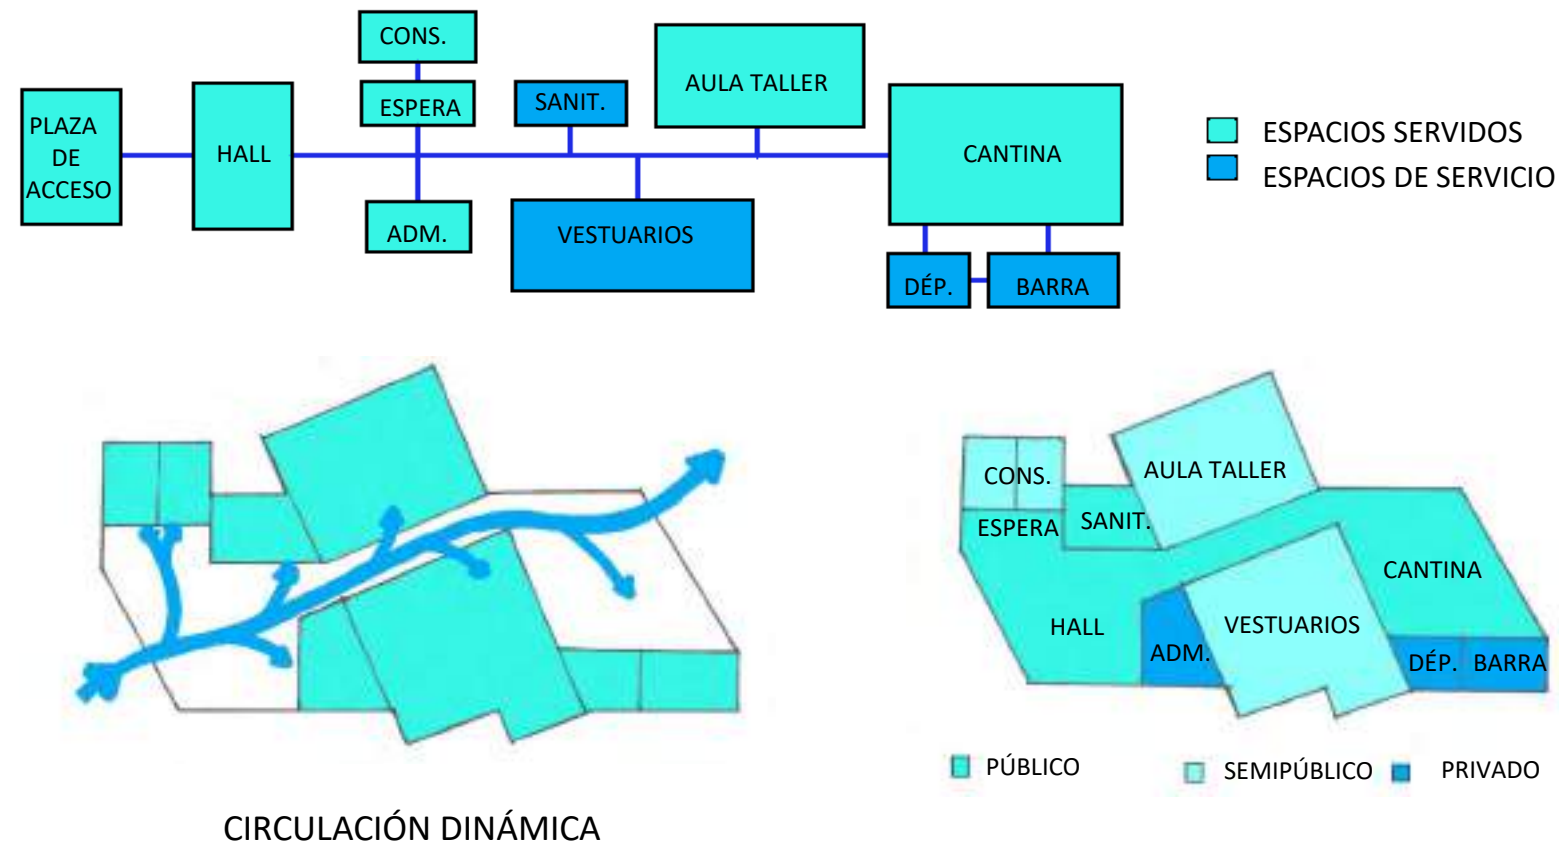 CONS.
ESPERA
SANIT.
AULA TALLER
PLAZA
DE
ACCESO
HALL
CANTINA
ADM.
VESTUARIOS
DÉP.
BARRA
ESPACIOS SERVIDOS
ESPACIOS DE SERVICIO
CIRCULACIÓN DINÁMICA
CONS.
AULA TALLER
ESPERA
SANIT.
CANTINA
HALL
VESTUARIOS
ADM.
DÉP.
BARRA
PÚBLICO
SEMIPÚBLICO
PRIVADO